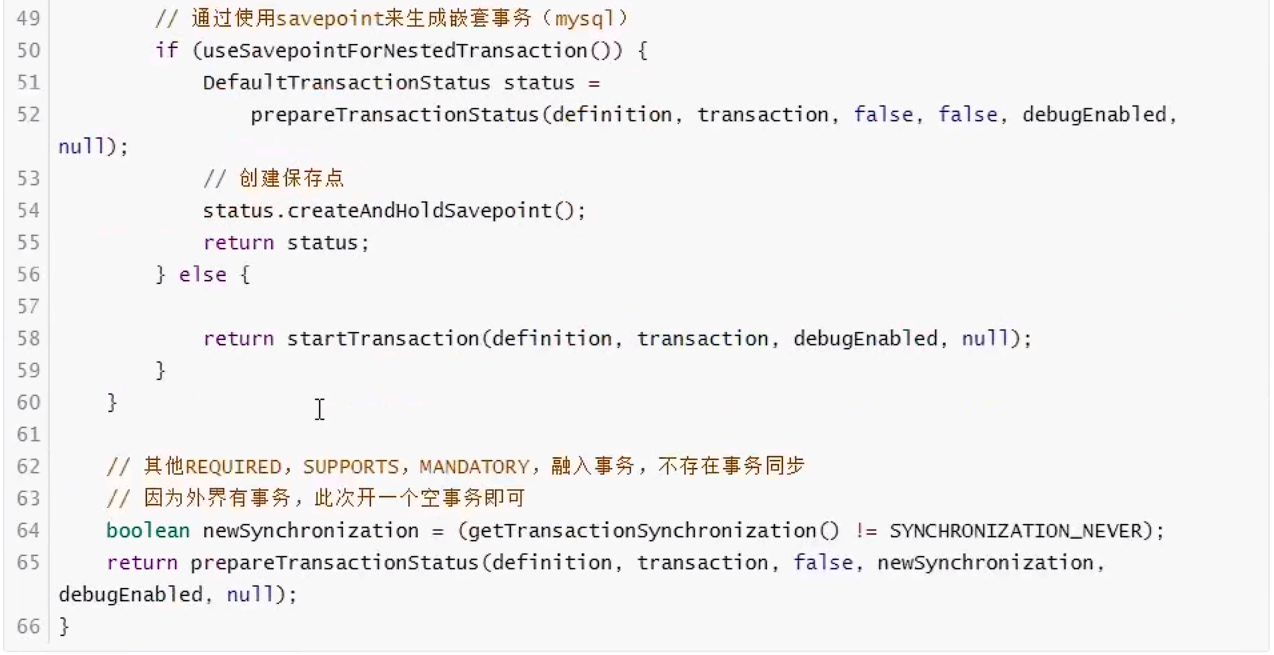 49 // 通过使用savepoint来生成嵌套事务（mysql）
50 if (useSavepointForNestedTransaction()) {
51 DefaultTransactionStatus status =
52 prepareTransactionStatus(definition, transaction, false, false, debugEnabled,
null);
53 // 创建保存点
54 status.createAndHoldSavepoint();
55 return status;
56 } else {
57
58 return startTransaction(definition, transaction, debugEnabled, null);
59 }
60 }
61
62 // 其他REQUIRED，SUPPORTS，MANDATORY，融入事务，不存在事务同步
63 // 因为外界有事务，此次开一个空事务即可
64 boolean newSynchronization = (getTransactionSynchronization() != SYNCHRONIZATION_NEVER);
65 return prepareTransactionStatus(definition, transaction, false, newSynchronization,
debugEnabled, null);
66 }